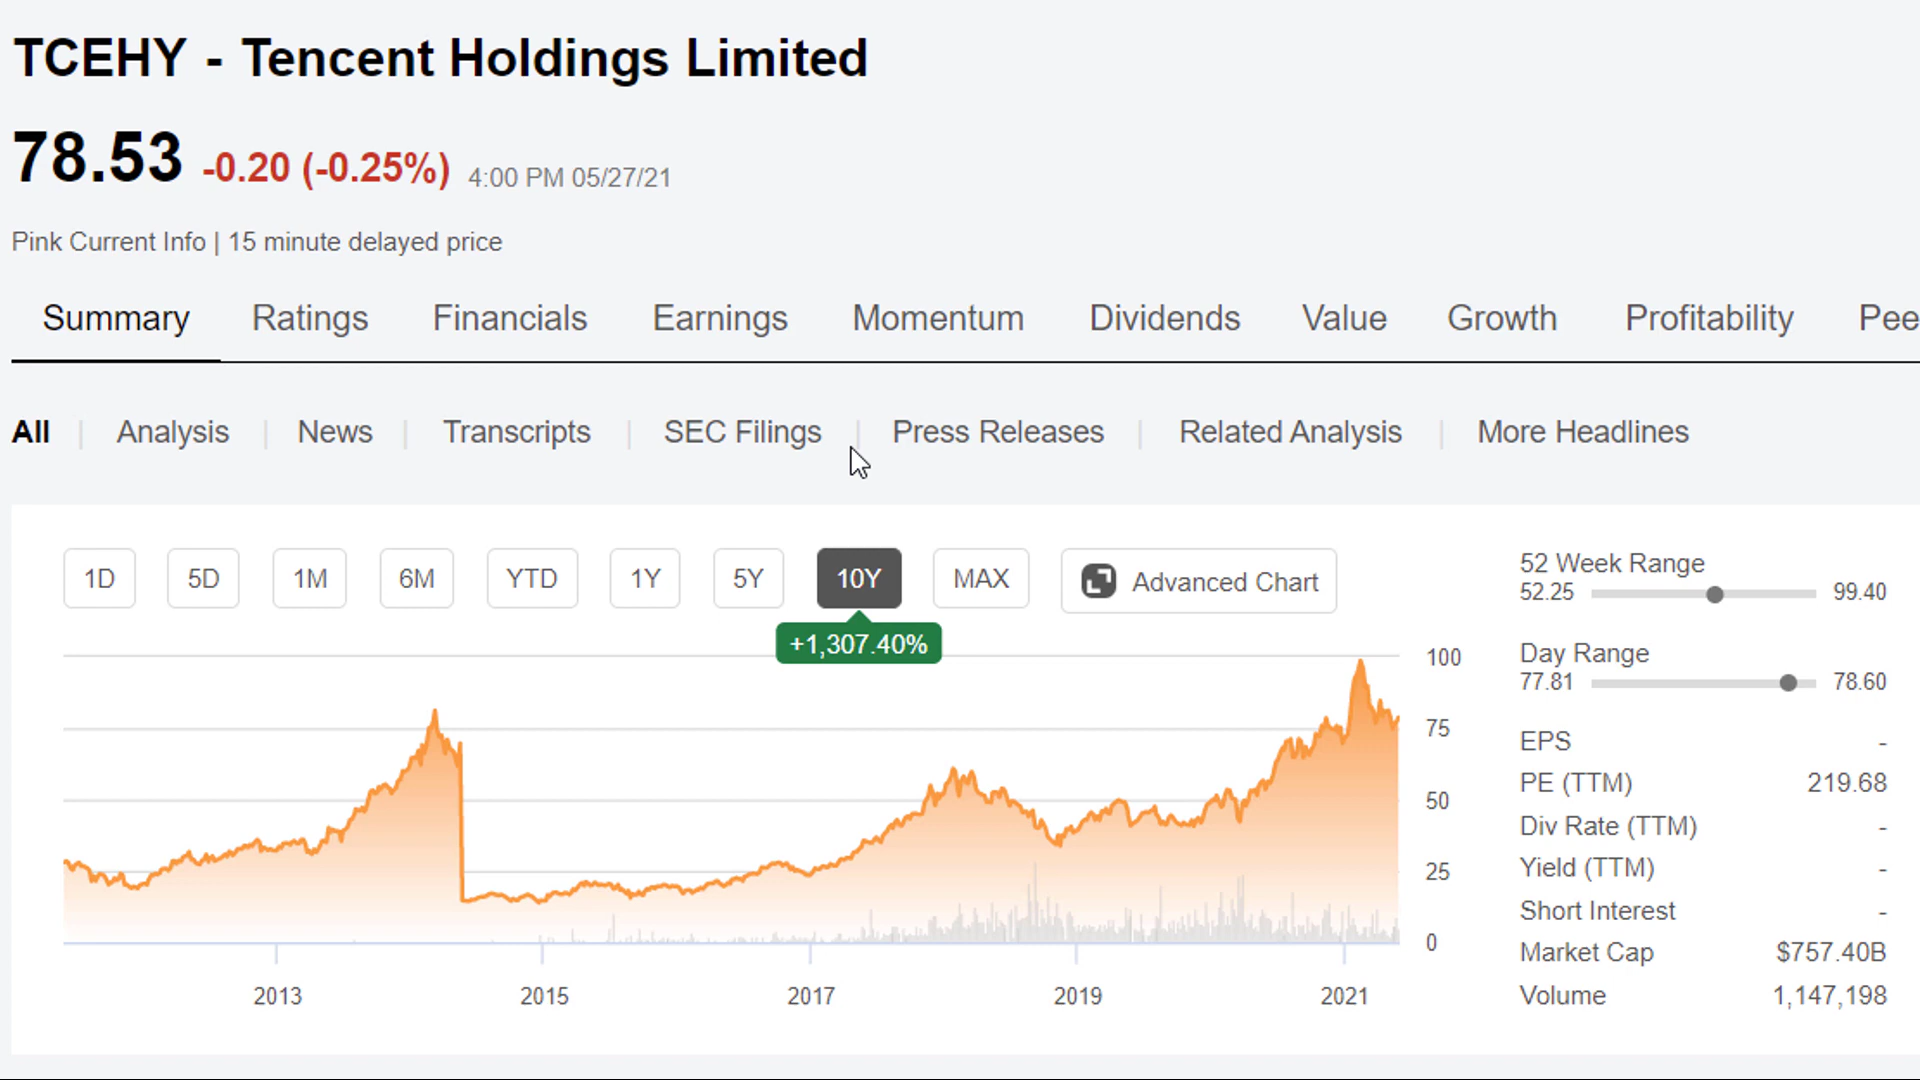 TCEHY - Tencent Holdings Limited
78.53 -0.20 (-0.25%) 4:00 PM 05/27/21
Pink Current Info | 15 minute delayed price
Summary Ratings Financials Earnings Momentum Dividends Value Growth Profitability Pee
All | Analysis | News | Transcripts | SEC Filings | Press Releases | Related Analysis | More Headlines
1D 5D 1M 6M YTD 1Y 5Y 10Y MAX Advanced Chart
+1,307.40%
100
75
50
25
0
2013 2015 2017 2019 2021
52 Week Range
52.25 99.40
Day Range
77.81 78.60
EPS -
PE (TTM) 219.68
Div Rate (TTM) -
Yield (TTM) -
Short Interest -
Market Cap $757.40B
Volume 1,147,198